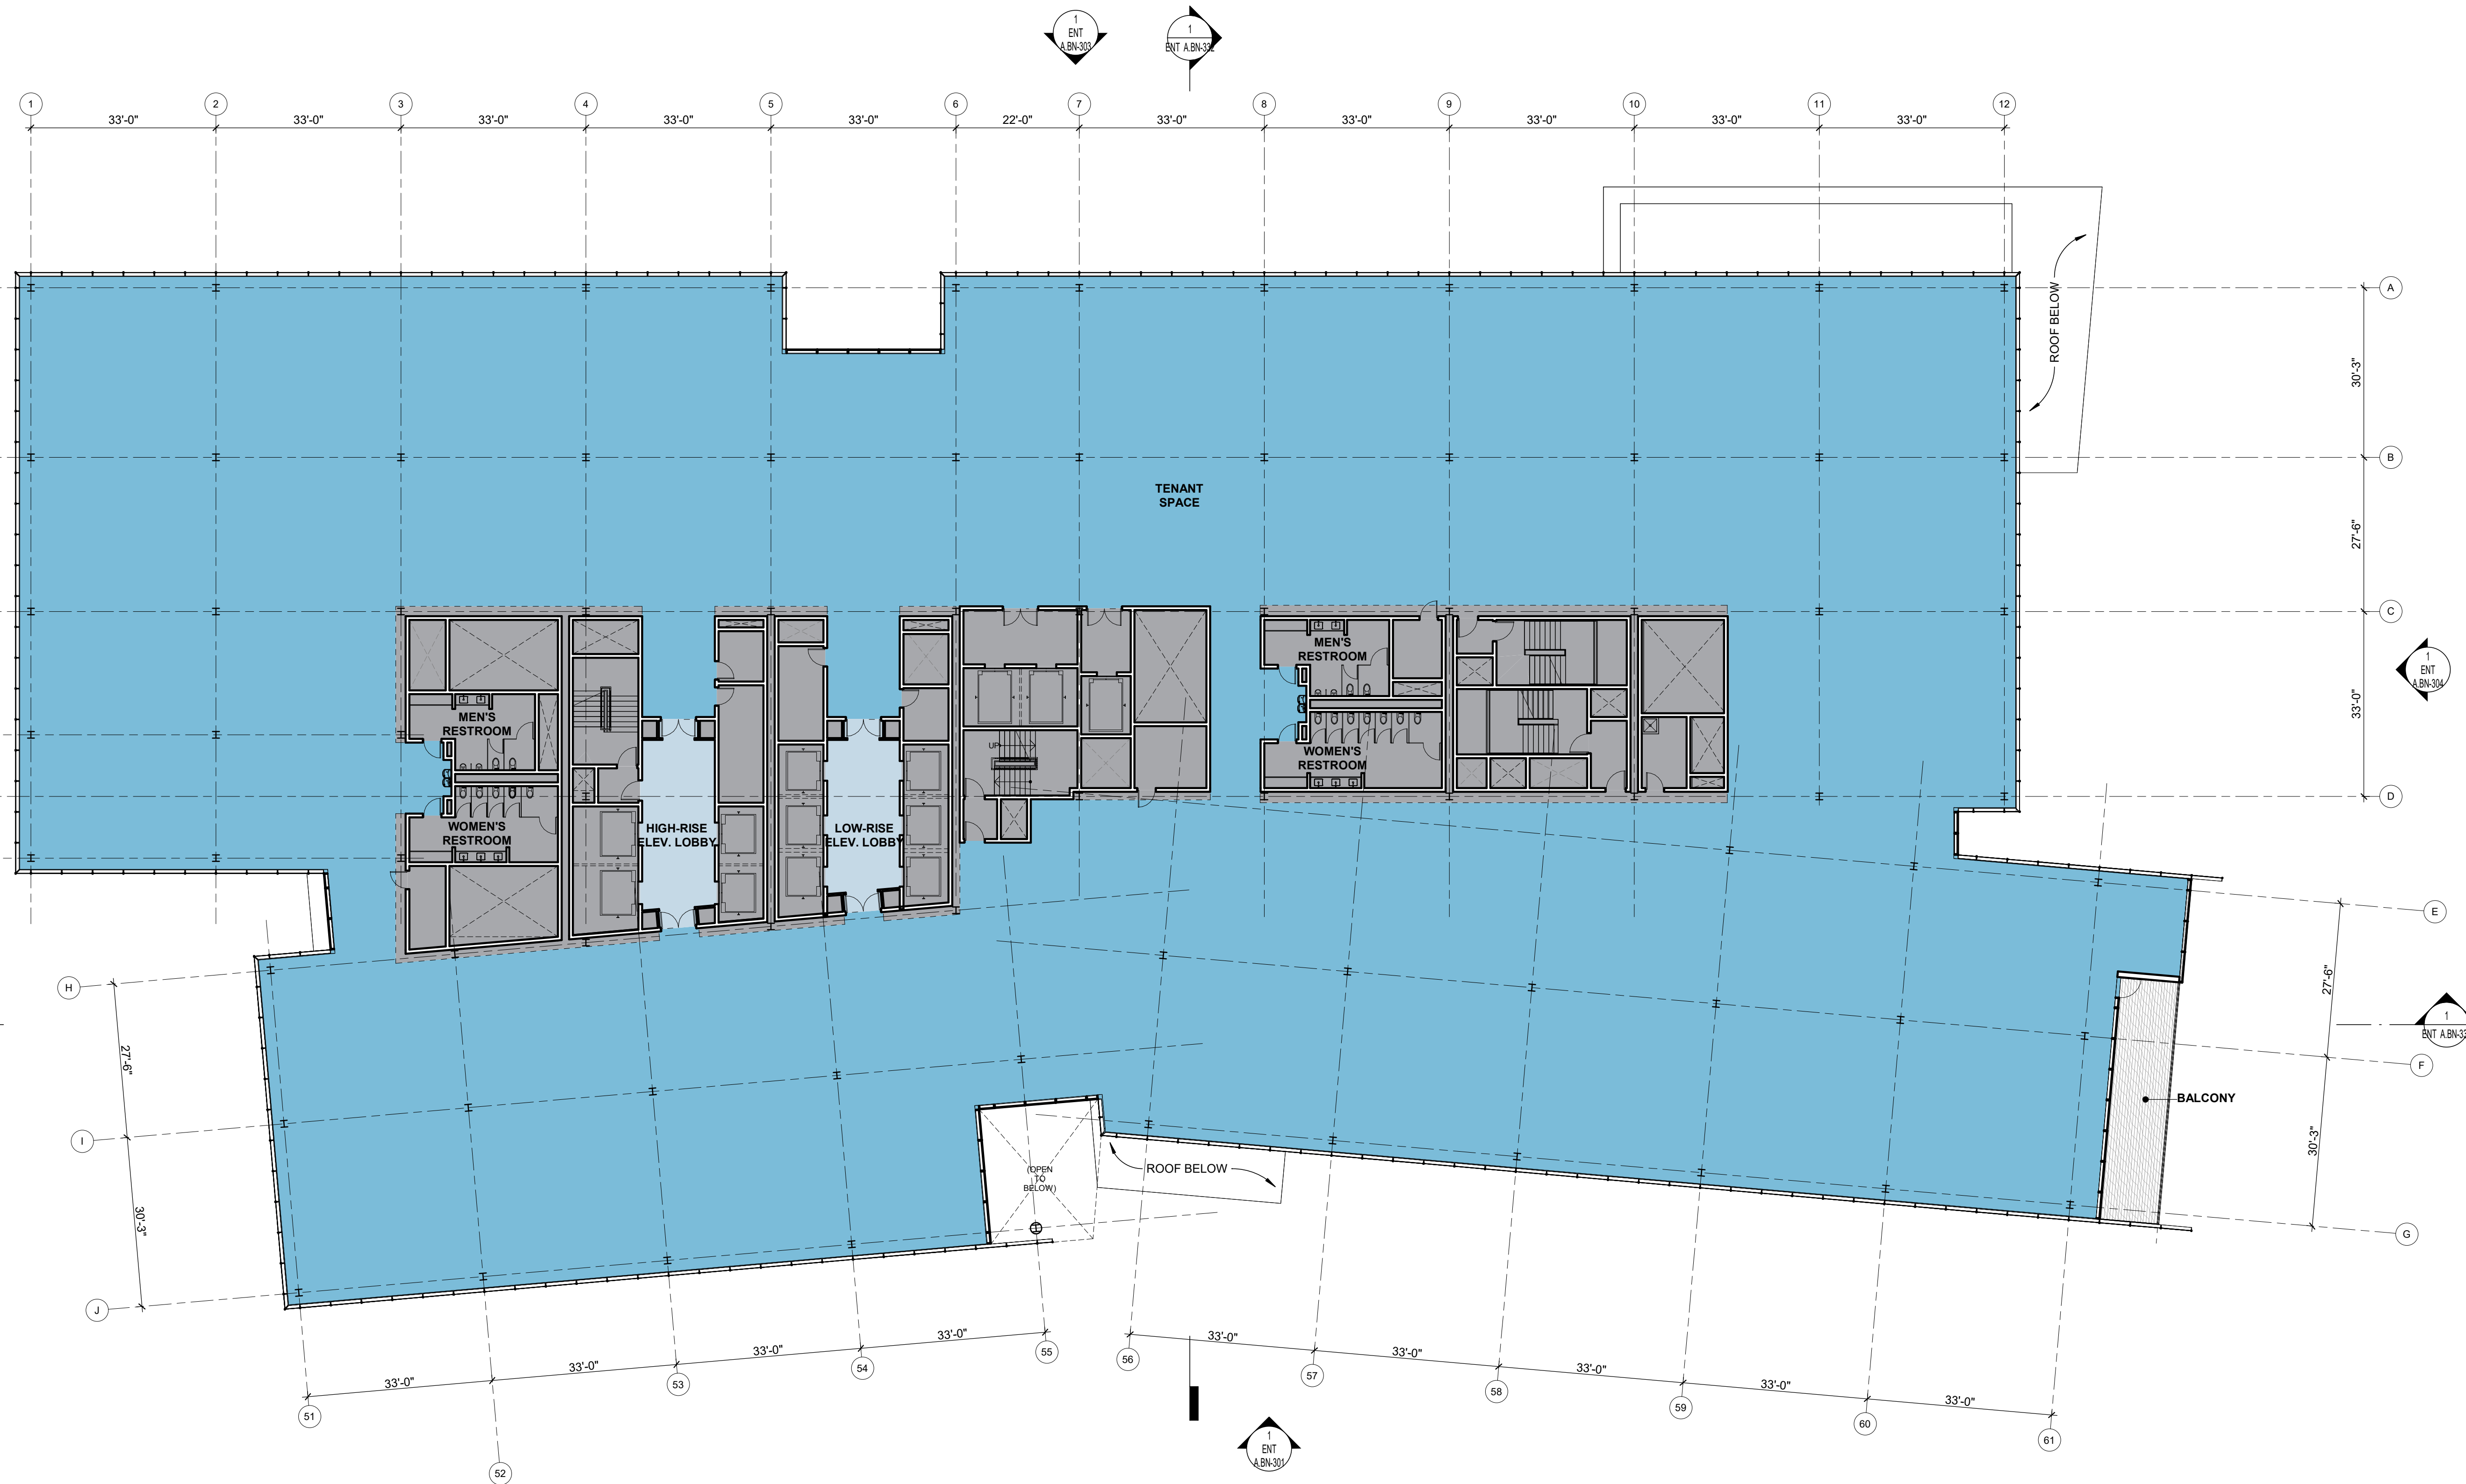 1
ENT
A.BN-303
1
ENT A.BN-332
1
2
3
4
5
6
7
8
9
10
11
12
33'-0"
33'-0"
33'-0"
33'-0"
33'-0"
22'-0"
33'-0"
33'-0"
33'-0"
33'-0"
33'-0"
A
ROOF BELOW
30'-3"
B
TENANT
SPACE
27'-6"
C
MEN'S
RESTROOM
1
ENT
A.BN-304
33'-0"
MEN'S
RESTROOM
UP
WOMEN'S
RESTROOM
D
WOMEN'S
RESTROOM
HIGH-RISE
ELEV. LOBBY
LOW-RISE
ELEV. LOBBY
E
H
27'-6"
1
F
27'-6"
I
BALCONY
30'-3"
(OPEN
TO
BELOW)
ROOF BELOW
30'-3"
G
J
33'-0"
33'-0"
33'-0"
33'-0"
33'-0"
33'-0"
33'-0"
33'-0"
33'-0"
51
52
53
54
55
56
57
58
59
60
61
1
ENT
A.BN-301